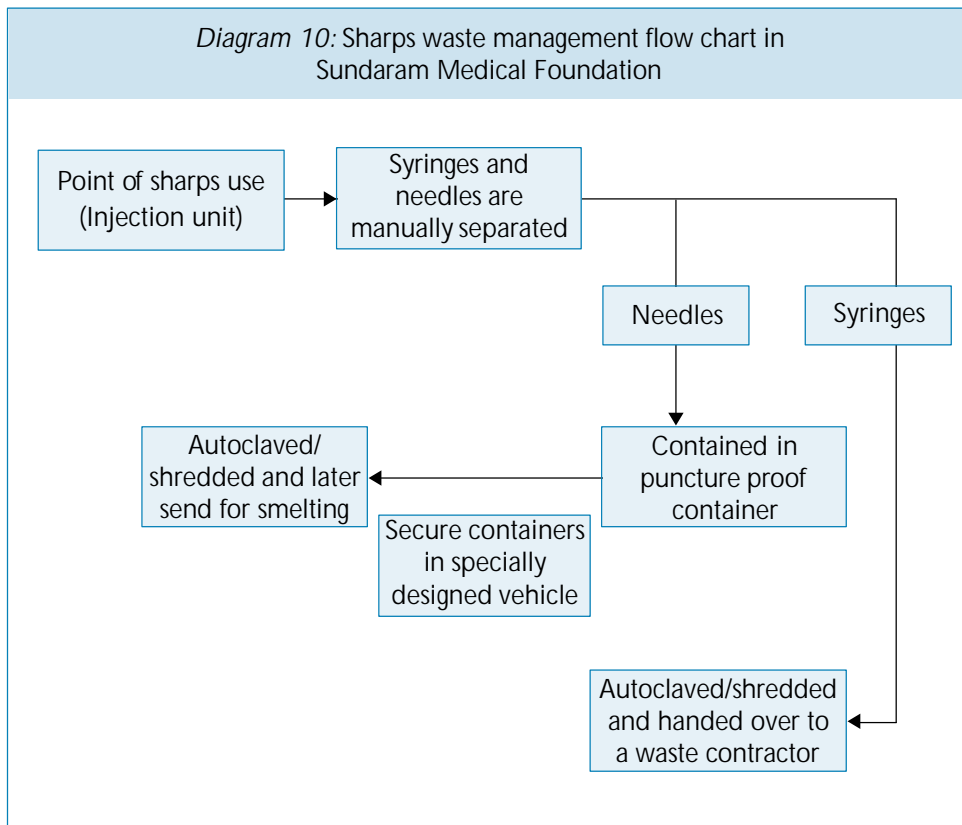 Diagram 10: Sharps waste management flow chart in
Sundaram Medical Foundation
Point of sharps use
(Injection unit)
Syringes and
needles are
manually separated
Needles
Syringes
Contained in
puncture proof
container
Autoclaved/
shredded and later
send for smelting
Secure containers
in specially
designed vehicle
Autoclaved/shredded
and handed over to
a waste contractor